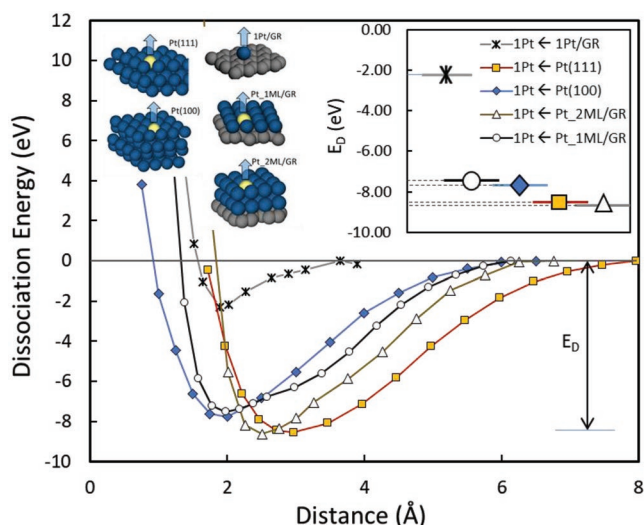 12
10
8
6
4
2
0
-2
-4
-6
-8
-10
0
2
4
6
8
Dissociation Energy (eV)
Distance (Å)
Pt(111)
1Pt/GR
Pt(100)
Pt_1ML/GR
Pt_2ML/GR
0.00
-2.00
-4.00
-6.00
-8.00
-10.00
E_D (eV)
1Pt ← 1Pt/GR
1Pt ← Pt(111)
1Pt ← Pt(100)
1Pt ← Pt_2ML/GR
1Pt ← Pt_1ML/GR
E_D